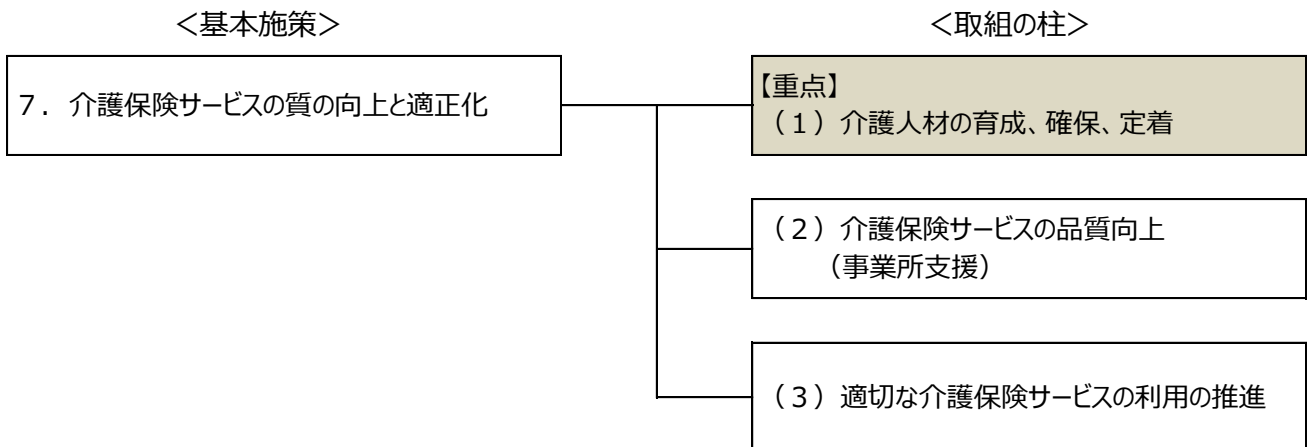 ＜基本施策＞
＜取組の柱＞
７．介護保険サービスの質の向上と適正化
【重点】
（１）介護人材の育成、確保、定着
（２）介護保険サービスの品質向上
（事業所支援）
（３）適切な介護保険サービスの利用の推進